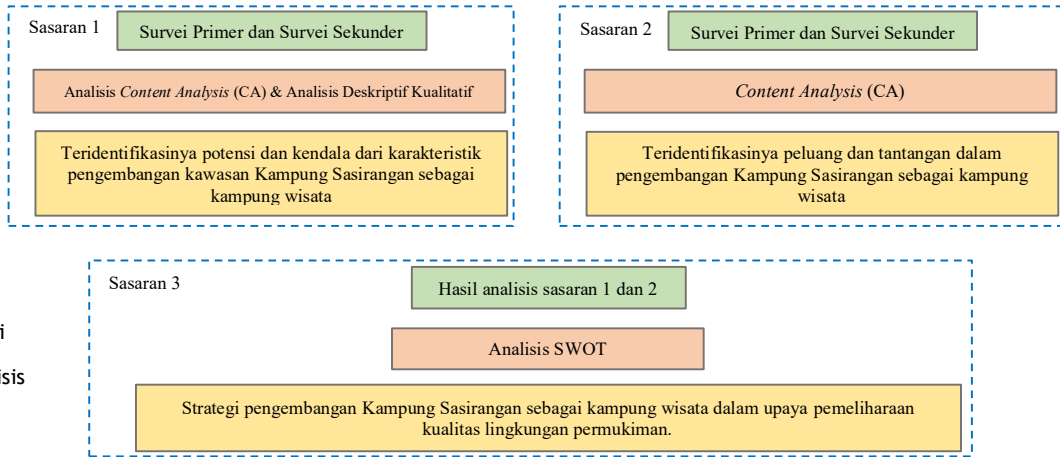 Sasaran 1
Survei Primer dan Survei Sekunder
Analisis Content Analysis (CA) & Analisis Deskriptif Kualitatif
Teridentifikasinya potensi dan kendala dari karakteristik
pengembangan kawasan Kampung Sasirangan sebagai
kampung wisata
Sasaran 2
Survei Primer dan Survei Sekunder
Content Analysis (CA)
Teridentifikasinya peluang dan tantangan dalam
pengembangan Kampung Sasirangan sebagai kampung
wisata
Sasaran 3
Hasil analisis sasaran 1 dan 2
Analisis SWOT
Strategi pengembangan Kampung Sasirangan sebagai kampung wisata dalam upaya pemeliharaan
kualitas lingkungan permukiman.